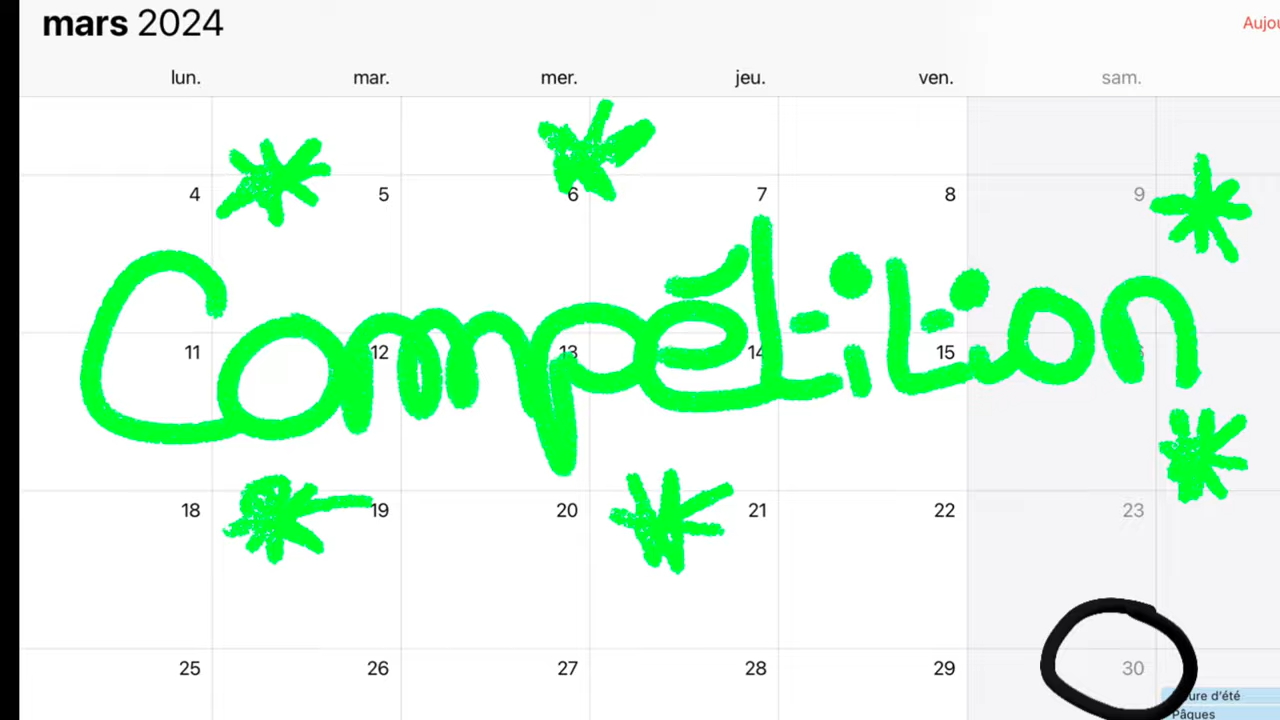 mars 2024
Aujou
lun. mar. mer. jeu. ven. sam.
4 5 6 7 8 9
Compétition
11 12 13 14 15
18 19 20 21 22 23
25 26 27 28 29 30
ure d'été
Pâques